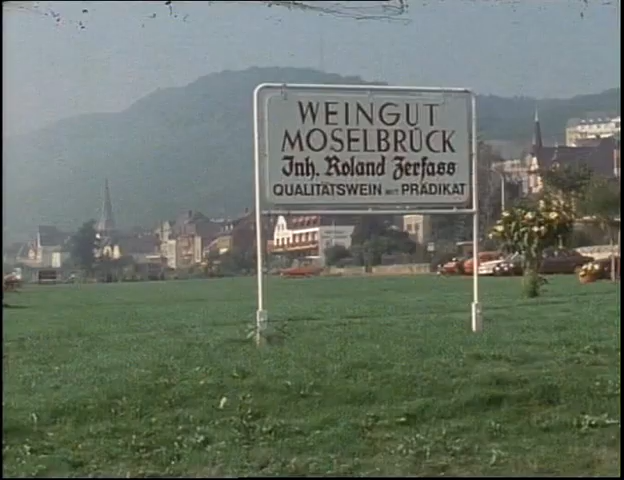 WEINGUT
MOSELBRÜCK
Inh. Roland Zerfass
QUALITÄTSWEIN MIT PRÄDIKAT